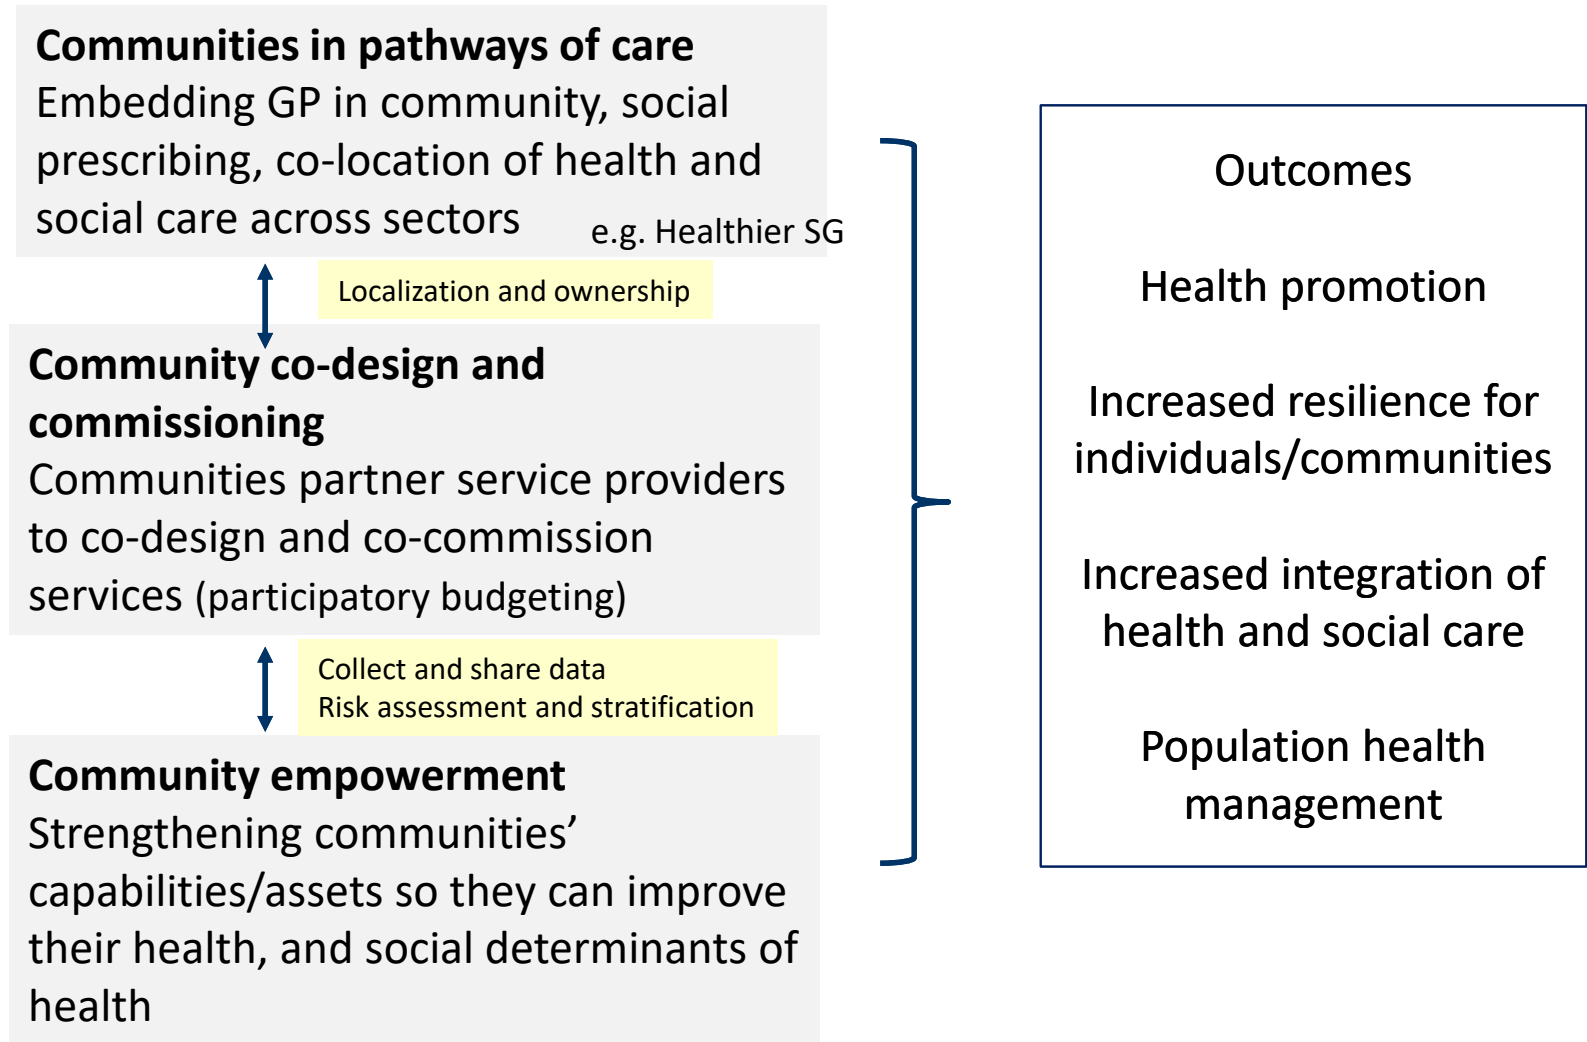 Communities in pathways of care
Embedding GP in community, social
prescribing, co-location of health and
social care across sectors
e.g. Healthier SG
Localization and ownership
Community co-design and
commissioning
Communities partner service providers
to co-design and co-commission
services (participatory budgeting)
Collect and share data
Risk assessment and stratification
Community empowerment
Strengthening communities’
capabilities/assets so they can improve
their health, and social determinants of
health
Outcomes
Health promotion
Increased resilience for
individuals/communities
Increased integration of
health and social care
Population health
management